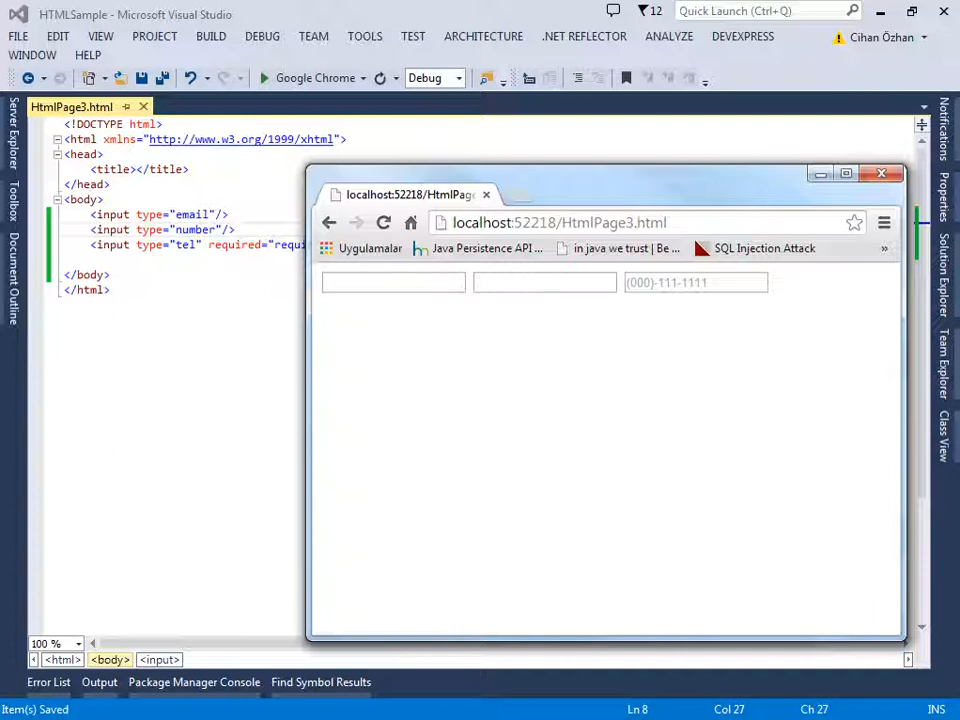 HTMLSample - Microsoft Visual Studio
12
Quick Launch (Ctrl+Q)
FILE EDIT VIEW PROJECT BUILD DEBUG TEAM TOOLS TEST ARCHITECTURE .NET REFLECTOR ANALYZE DEVEXPRESS
Cihan Özhan
WINDOW HELP
Google Chrome
Debug
HtmlPage3.html
Server Explorer
Toolbox
Document Outline
<!DOCTYPE html>
<html xmlns="http://www.w3.org/1999/xhtml">
<head>
<title></title>
</head>
<body>
<input type="email"/>
<input type="number"/>
<input type="tel" required="requi
</body>
</html>
localhost:52218/HtmlPage
localhost:52218/HtmlPage3.html
Uygulamalar
Java Persistence API ...
in java we trust | Be ...
SQL Injection Attack
»
(000)-111-1111
Notifications
Properties
Solution Explorer
Team Explorer
Class View
100 %
<html> <body> <input>
Error List Output Package Manager Console Find Symbol Results
Item(s) Saved
Ln 8 Col 27 Ch 27 INS